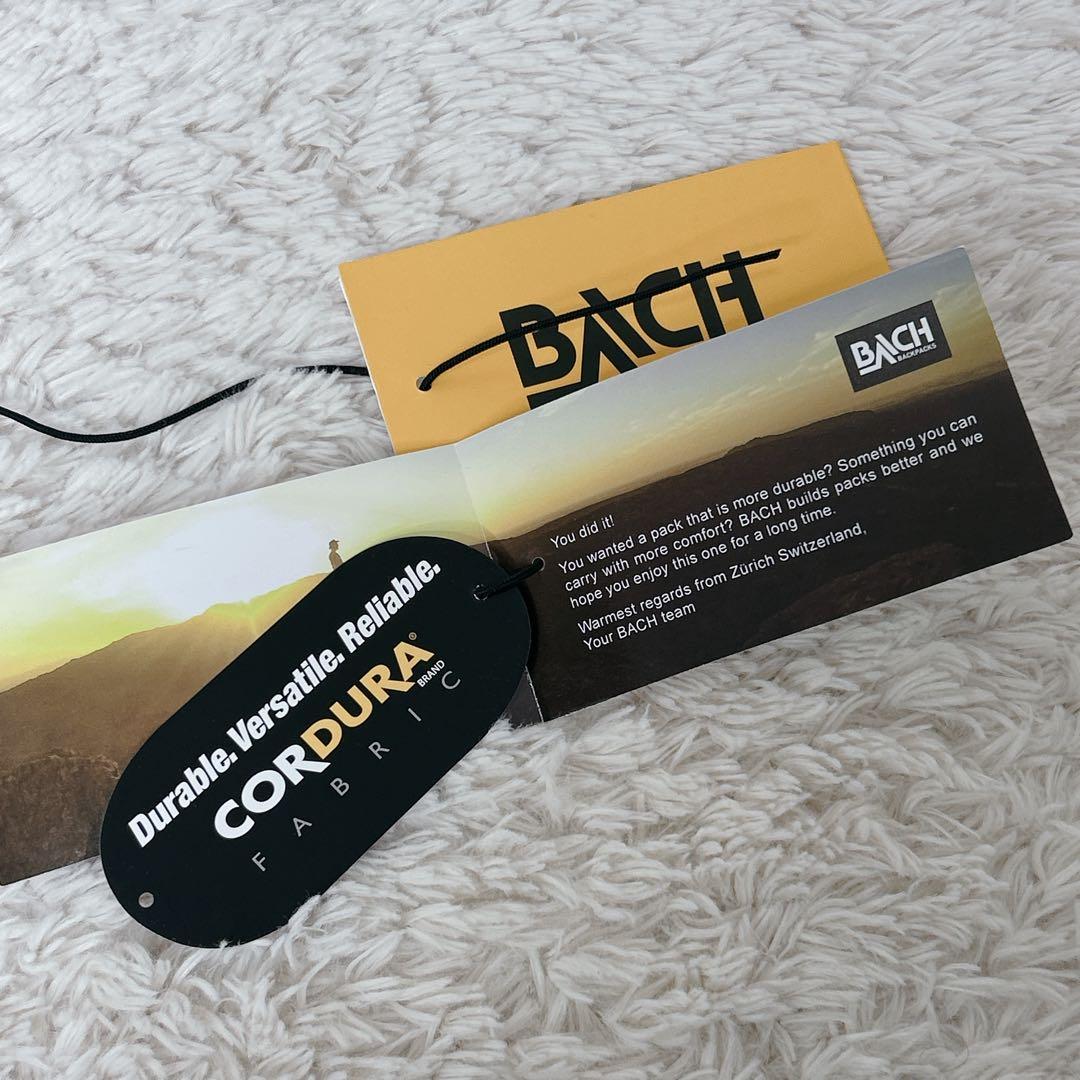 BACH
BACH
BACKPACKS
You did it!
You wanted a pack that is more durable? Something you can
carry with more comfort? BACH builds packs better and we
hope you enjoy this one for a long time.
Warmest regards from Zürich Switzerland,
Your BACH team
Durable. Versatile. Reliable.
CORDURA®
BRAND
FABRIC